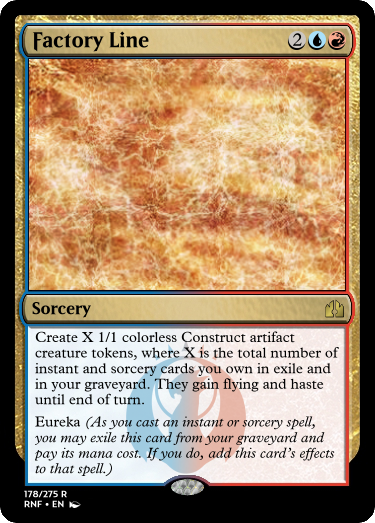 Factory Line 2
Sorcery
Create X 1/1 colorless Construct artifact
creature tokens, where X is the total number of
instant and sorcery cards you own in exile and
in your graveyard. They gain flying and haste
until end of turn.
Eureka (As you cast an instant or sorcery spell,
you may exile this card from your graveyard and
pay its mana cost. If you do, add this card's effects
to that spell.)
178/275 R
RNF • EN